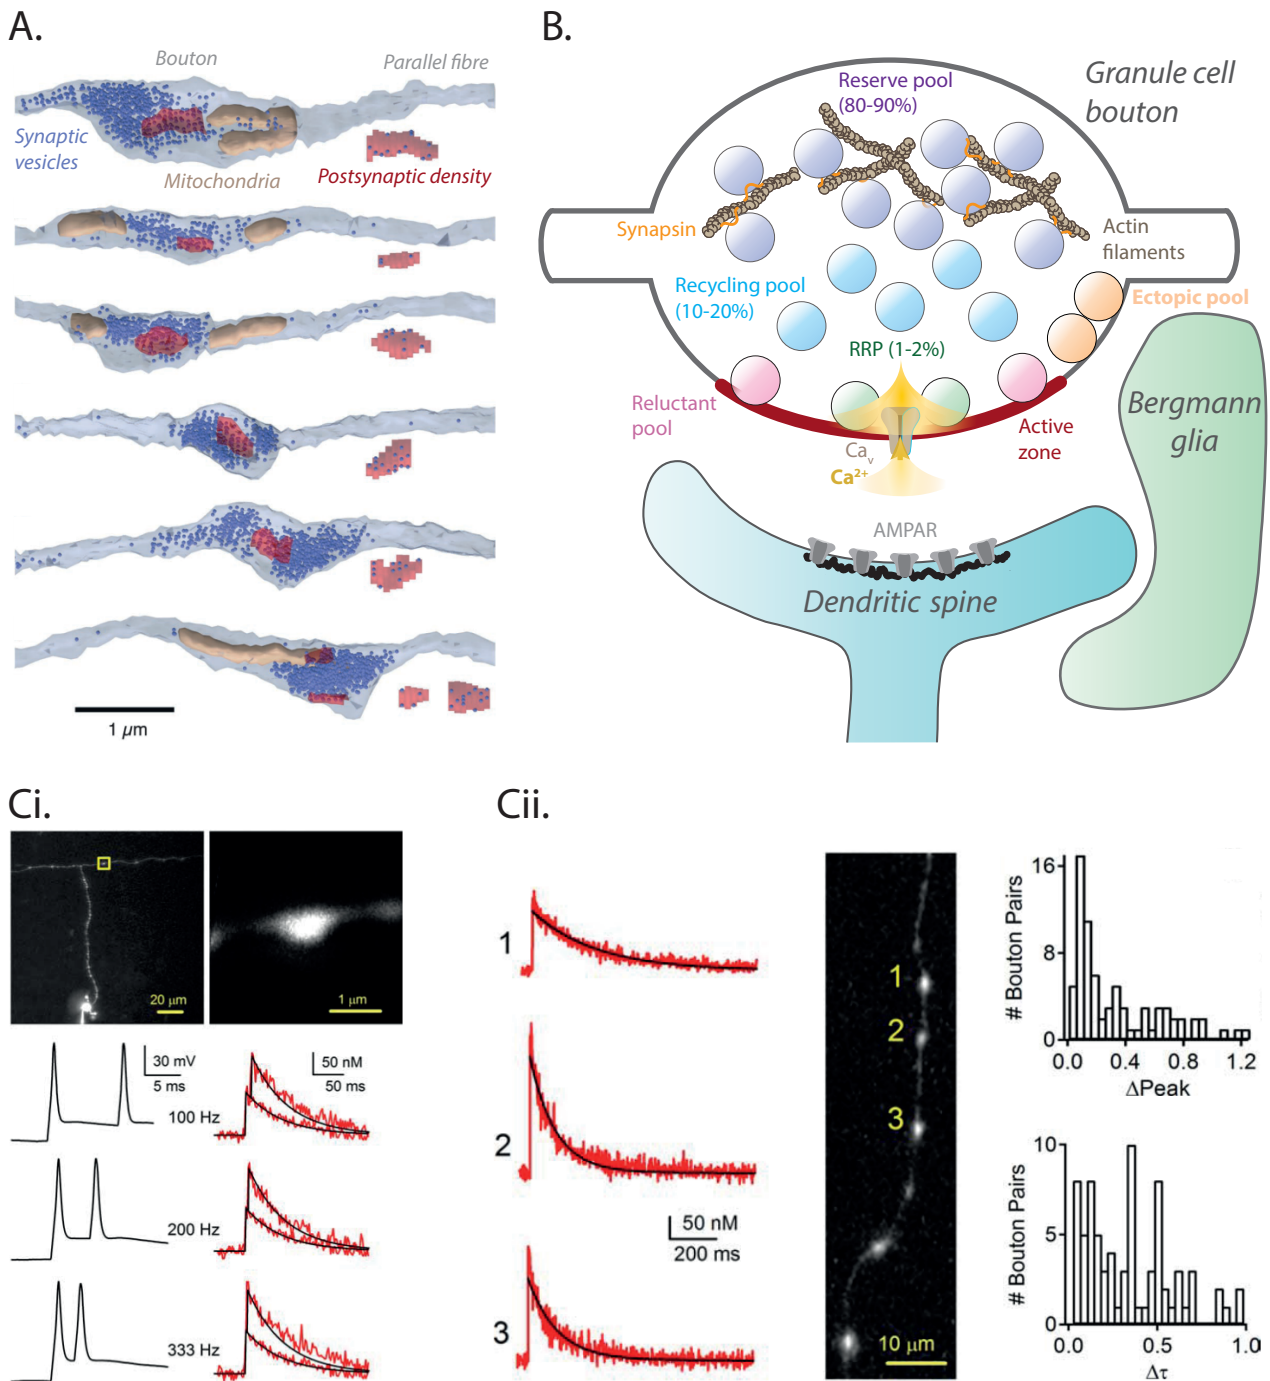 A.
Bouton
Parallel fibre
Synaptic
vesicles
Mitochondria
Postsynaptic density
1 µm
B.
Reserve pool
(80-90%)
Granule cell
bouton
Synapsin
Actin
filaments
Recycling pool
(10-20%)
Ectopic pool
RRP (1-2%)
Reluctant
pool
Active
zone
Bergmann
glia
Caᵥ
Ca²⁺
AMPAR
Dendritic spine
Ci.
20 µm
1 µm
30 mV
5 ms
50 nM
50 ms
100 Hz
200 Hz
333 Hz
Cii.
1
2
3
50 nM
200 ms
1
2
3
10 µm
# Bouton Pairs
16
8
0
0.0
0.4
0.8
1.2
ΔPeak
# Bouton Pairs
10
5
0
0.0
0.5
1.0
Δτ